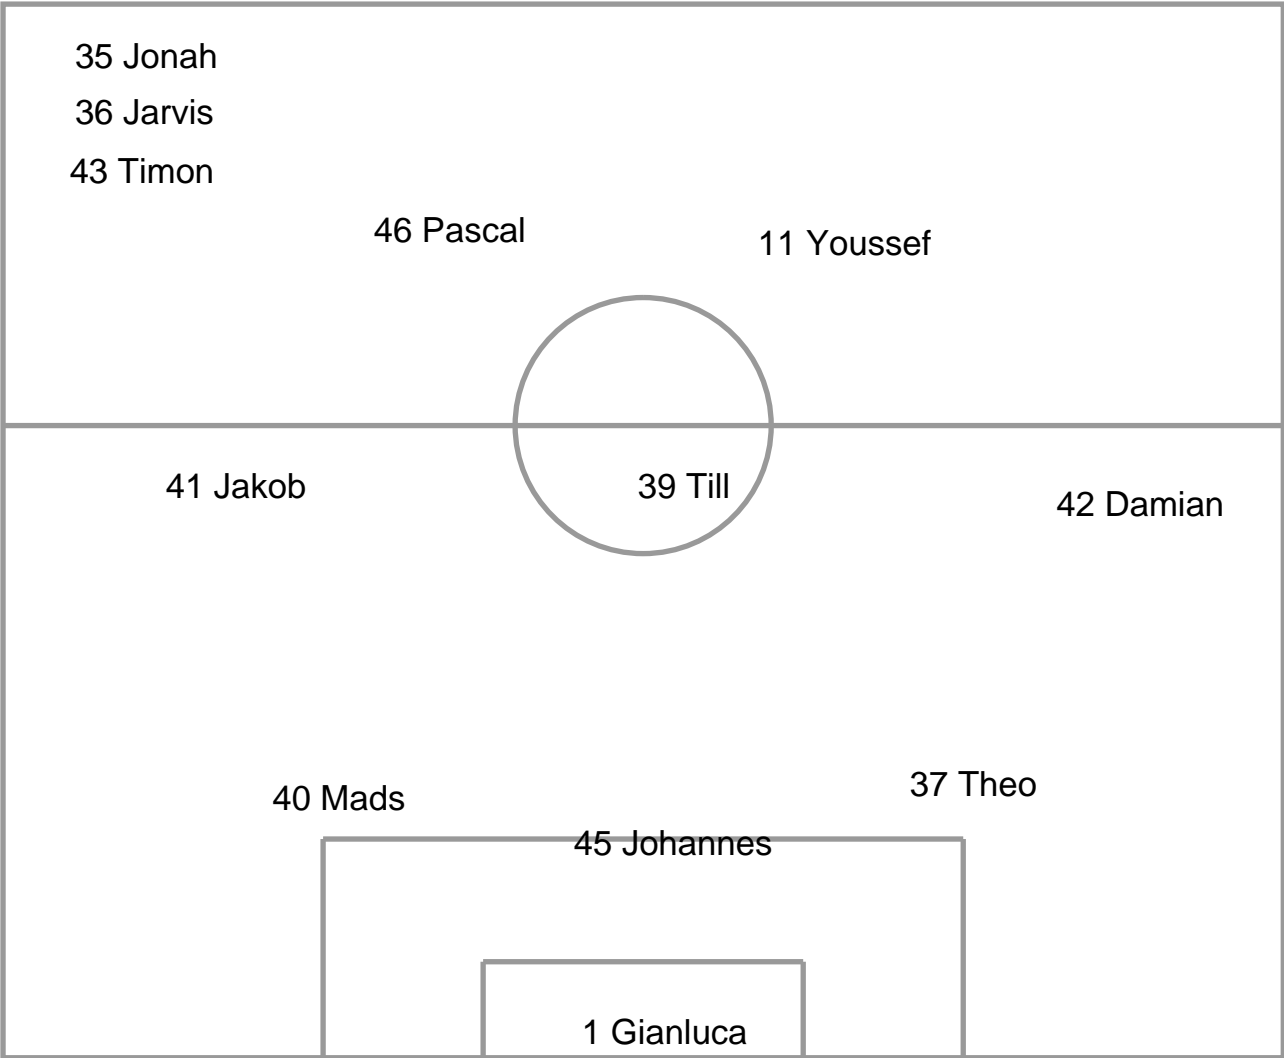 35 Jonah
36 Jarvis
43 Timon
46 Pascal
11 Youssef
41 Jakob
39 Till
42 Damian
40 Mads
37 Theo
45 Johannes
1 Gianluca